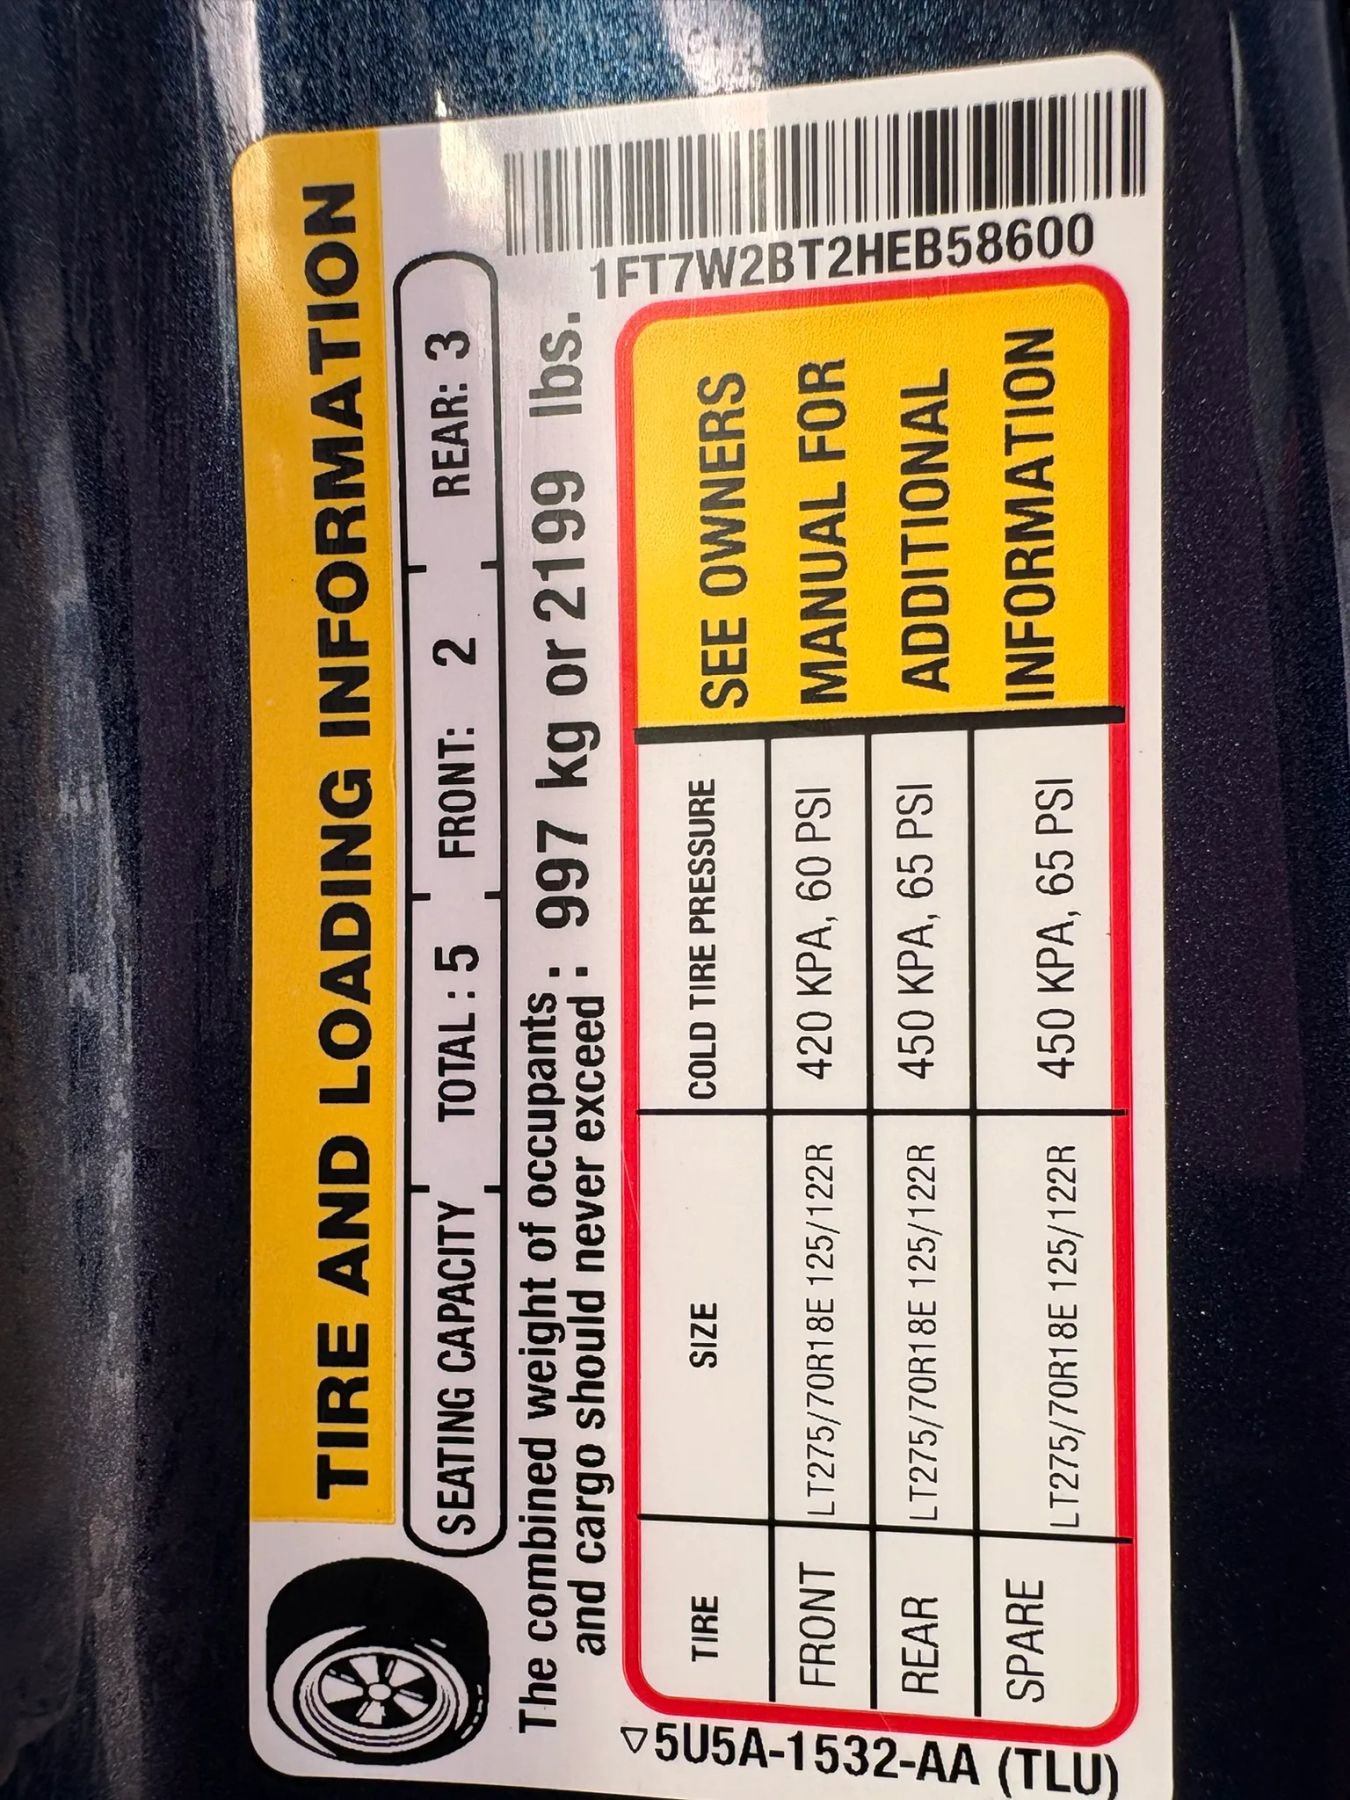 TIRE AND LOADING INFORMATION
SEATING CAPACITY TOTAL : 5 FRONT: 2 REAR: 3
The combined weight of occupants :
and cargo should never exceed : 997 kg or 2199 lbs.
1FT7W2BT2HEB58600
TIRE SIZE COLD TIRE PRESSURE
FRONT LT275/70R18E 125/122R 420 KPA, 60 PSI
REAR LT275/70R18E 125/122R 450 KPA, 65 PSI
SPARE LT275/70R18E 125/122R 450 KPA, 65 PSI
SEE OWNERS
MANUAL FOR
ADDITIONAL
INFORMATION
5U5A-1532-AA (TLU)